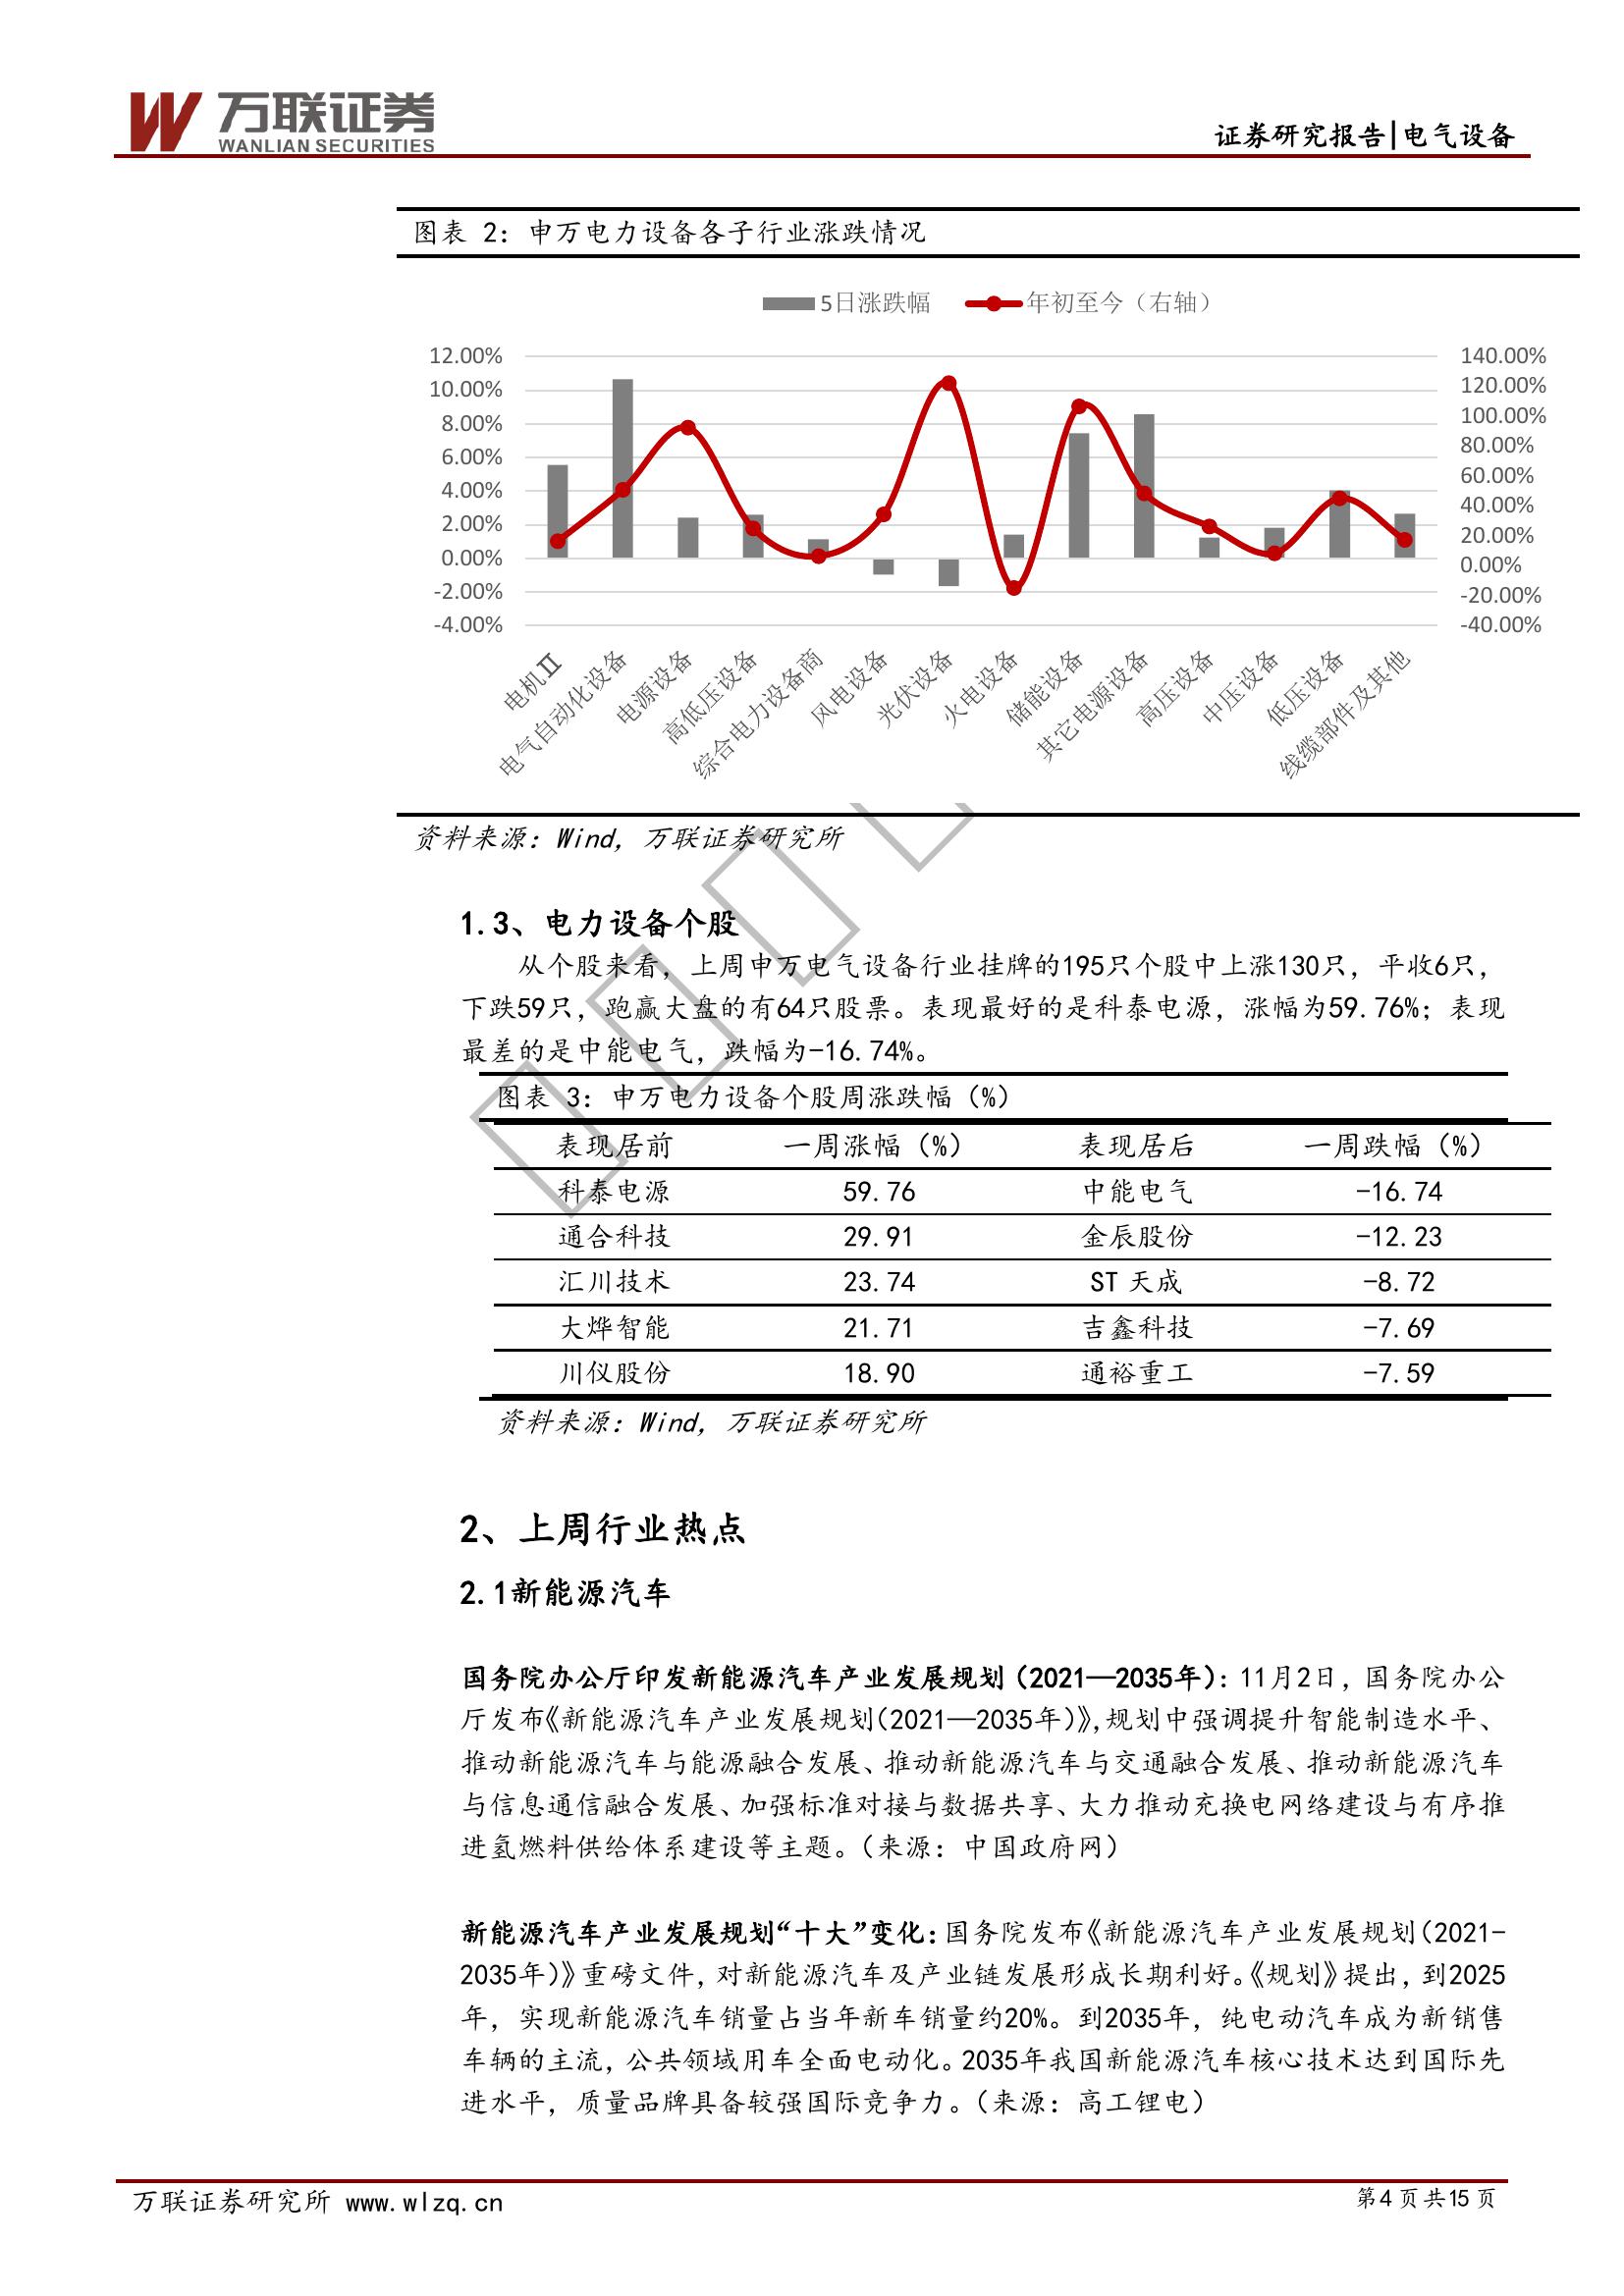 万联证券
WANLIAN SECURITIES
证券研究报告|电气设备
图表 2：申万电力设备各子行业涨跌情况
5日涨跌幅 年初至今（右轴）
12.00% 140.00%
10.00% 120.00%
8.00% 100.00%
6.00% 80.00%
4.00% 60.00%
2.00% 40.00%
0.00% 20.00%
-2.00% 0.00%
-4.00% -20.00%
-40.00%
电机Ⅱ
电气自动化设备
电源设备
高低压设备
综合电力设备商
风电设备
光伏设备
火电设备
储能设备
其它电源设备
高压设备
中压设备
低压设备
线缆部件及其他
资料来源：Wind，万联证券研究所
1.3、电力设备个股
从个股来看，上周申万电气设备行业挂牌的195只个股中上涨130只，平收6只，
下跌59只，跑赢大盘的有64只股票。表现最好的是科泰电源，涨幅为59.76%；表现
最差的是中能电气，跌幅为-16.74%。
图表 3：申万电力设备个股周涨跌幅（%）
表现居前 一周涨幅（%） 表现居后 一周跌幅（%）
科泰电源 59.76 中能电气 -16.74
通合科技 29.91 金辰股份 -12.23
汇川技术 23.74 ST 天成 -8.72
大烨智能 21.71 吉鑫科技 -7.69
川仪股份 18.90 通裕重工 -7.59
资料来源：Wind，万联证券研究所
2、上周行业热点
2.1新能源汽车
国务院办公厅印发新能源汽车产业发展规划（2021—2035年）：11月2日，国务院办公
厅发布《新能源汽车产业发展规划（2021—2035年）》，规划中强调提升智能制造水平、
推动新能源汽车与能源融合发展、推动新能源汽车与交通融合发展、推动新能源汽车
与信息通信融合发展、加强标准对接与数据共享、大力推动充换电网络建设与有序推
进氢燃料供给体系建设等主题。（来源：中国政府网）
新能源汽车产业发展规划“十大”变化：国务院发布《新能源汽车产业发展规划（2021-
2035年）》重磅文件，对新能源汽车及产业链发展形成长期利好。《规划》提出，到2025
年，实现新能源汽车销量占当年新车销量约20%。到2035年，纯电动汽车成为新销售
车辆的主流，公共领域用车全面电动化。2035年我国新能源汽车核心技术达到国际先
进水平，质量品牌具备较强国际竞争力。（来源：高工锂电）
万联证券研究所 www.wlzq.cn 第4页共15页